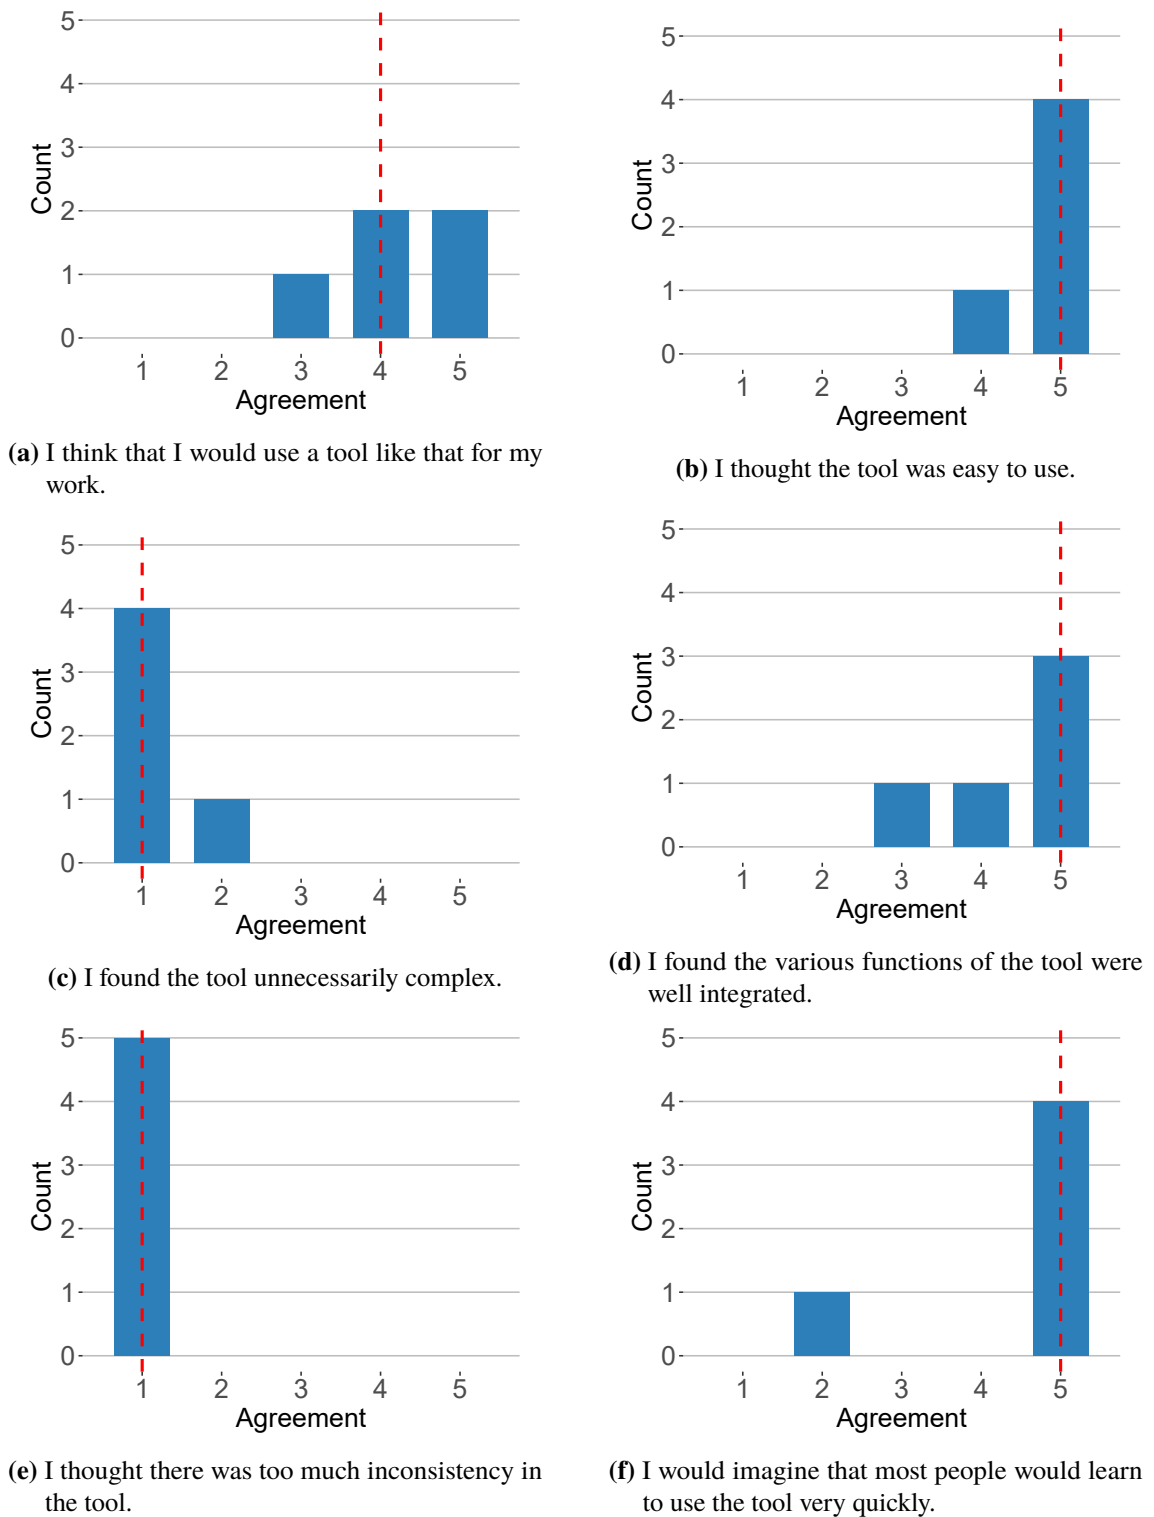 5
4
3
2
1
0
Count
1 2 3 4 5
Agreement
(a) I think that I would use a tool like that for my
work.
5
4
3
2
1
0
Count
1 2 3 4 5
Agreement
(b) I thought the tool was easy to use.
5
4
3
2
1
0
Count
1 2 3 4 5
Agreement
(c) I found the tool unnecessarily complex.
5
4
3
2
1
0
Count
1 2 3 4 5
Agreement
(d) I found the various functions of the tool were
well integrated.
5
4
3
2
1
0
Count
1 2 3 4 5
Agreement
(e) I thought there was too much inconsistency in
the tool.
5
4
3
2
1
0
Count
1 2 3 4 5
Agreement
(f) I would imagine that most people would learn
to use the tool very quickly.